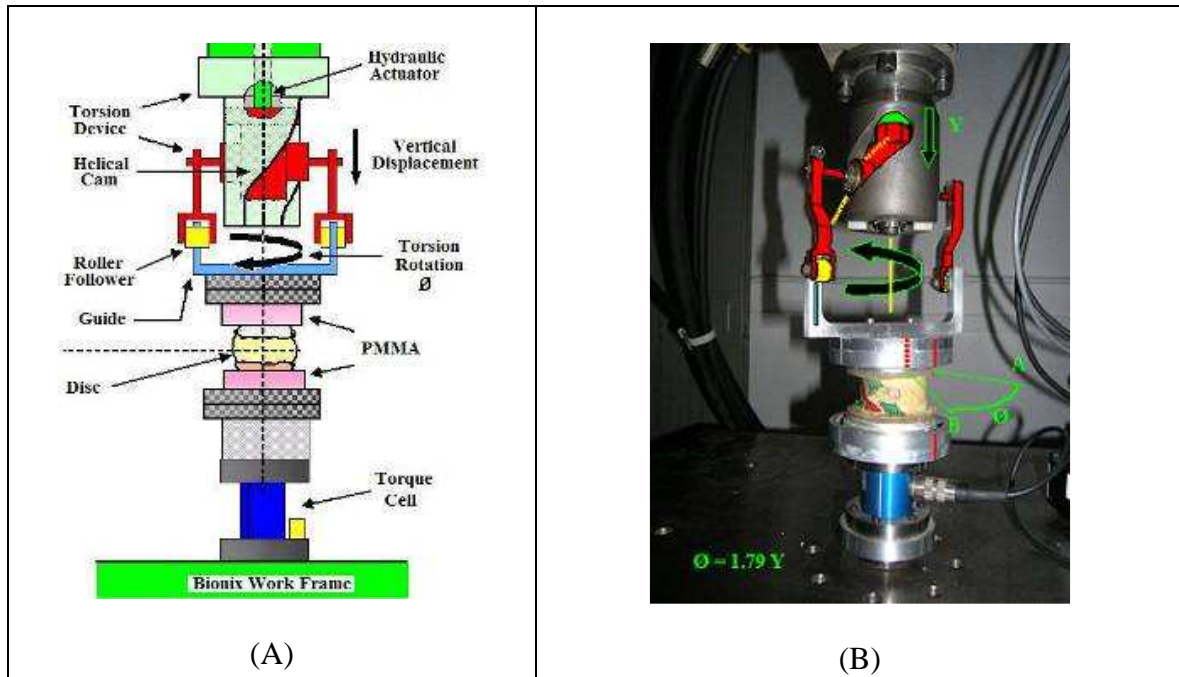 Hydraulic
Actuator
Torsion
Device
Helical
Cam
Vertical
Displacement
Roller
Follower
Torsion
Rotation
Ø
Guide
PMMA
Disc
Torque
Cell
Bionix Work Frame
(A)
Y
A
B
Ø
Ø = 1.79 Y
(B)